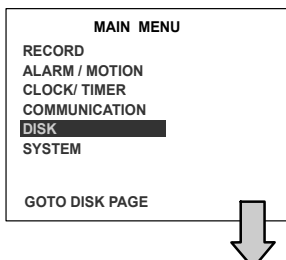 MAIN MENU
RECORD
ALARM / MOTION
CLOCK/ TIMER
COMMUNICATION
DISK
SYSTEM
GOTO DISK PAGE